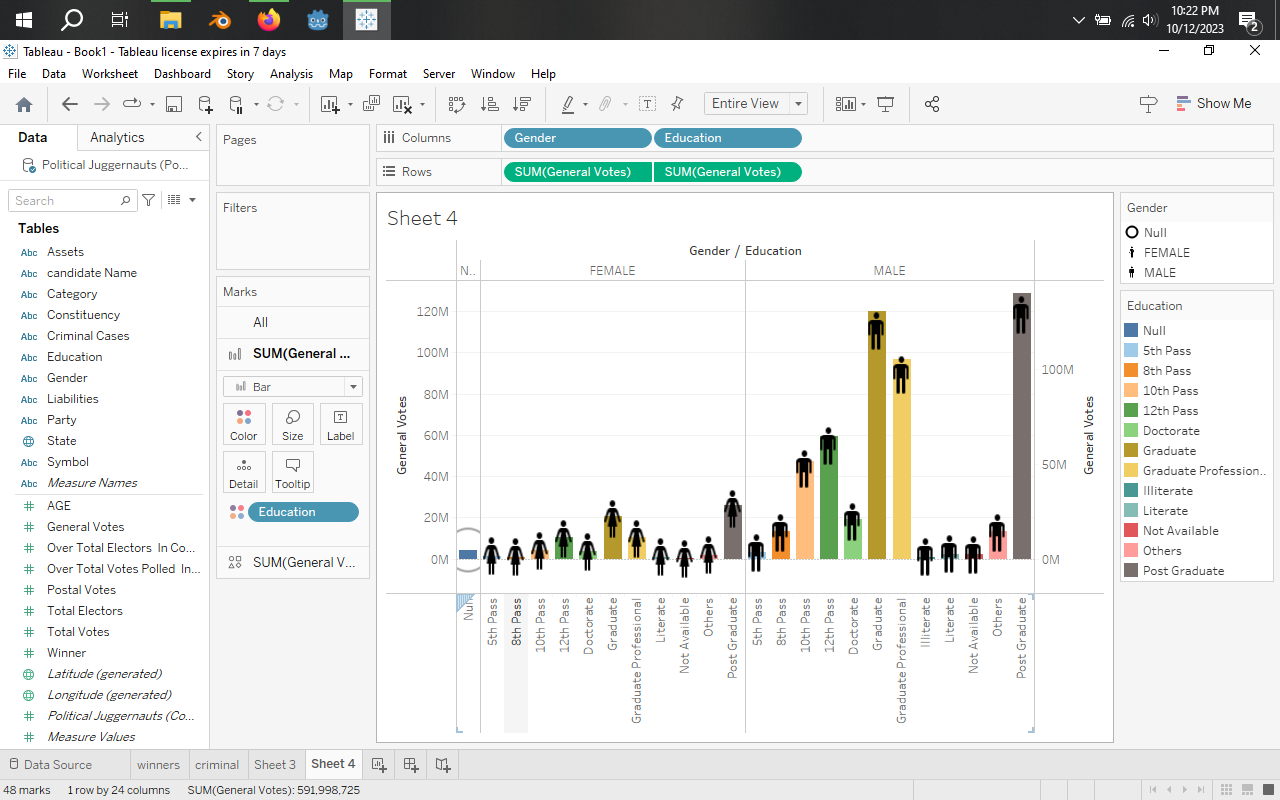 10:22 PM
10/12/2023
2
Tableau - Book1 - Tableau license expires in 7 days
File Data Worksheet Dashboard Story Analysis Map Format Server Window Help
Entire View
Show Me
Data Analytics
Political Juggernauts (Po...
Search
Tables
Abc Assets
Abc candidate Name
Abc Category
Abc Constituency
Abc Criminal Cases
Abc Education
Abc Gender
Abc Liabilities
Abc Party
State
Abc Symbol
Abc Measure Names
AGE
General Votes
Over Total Electors In Co...
Over Total Votes Polled In...
Postal Votes
Total Electors
Total Votes
Winner
Latitude (generated)
Longitude (generated)
Political Juggernauts (Co...
Measure Values
Pages
Filters
Marks
All
SUM(General ...
Bar
Color Size Label
Detail Tooltip
Education
SUM(General V...
Columns Gender Education
Rows SUM(General Votes) SUM(General Votes)
Sheet 4
Gender / Education
N.. FEMALE MALE
General Votes
120M
100M
80M
60M
40M
20M
0M
100M
50M
0M
General Votes
5th Pass
8th Pass
10th Pass
12th Pass
Doctorate
Graduate
Graduate Professional
Literate
Not Available
Others
Post Graduate
5th Pass
8th Pass
10th Pass
12th Pass
Doctorate
Graduate
Graduate Professional
Illiterate
Literate
Not Available
Others
Post Graduate
Gender
Null
FEMALE
MALE
Education
Null
5th Pass
8th Pass
10th Pass
12th Pass
Doctorate
Graduate
Graduate Profession..
Illiterate
Literate
Not Available
Others
Post Graduate
Data Source winners criminal Sheet 3 Sheet 4
48 marks 1 row by 24 columns SUM(General Votes): 591,998,725